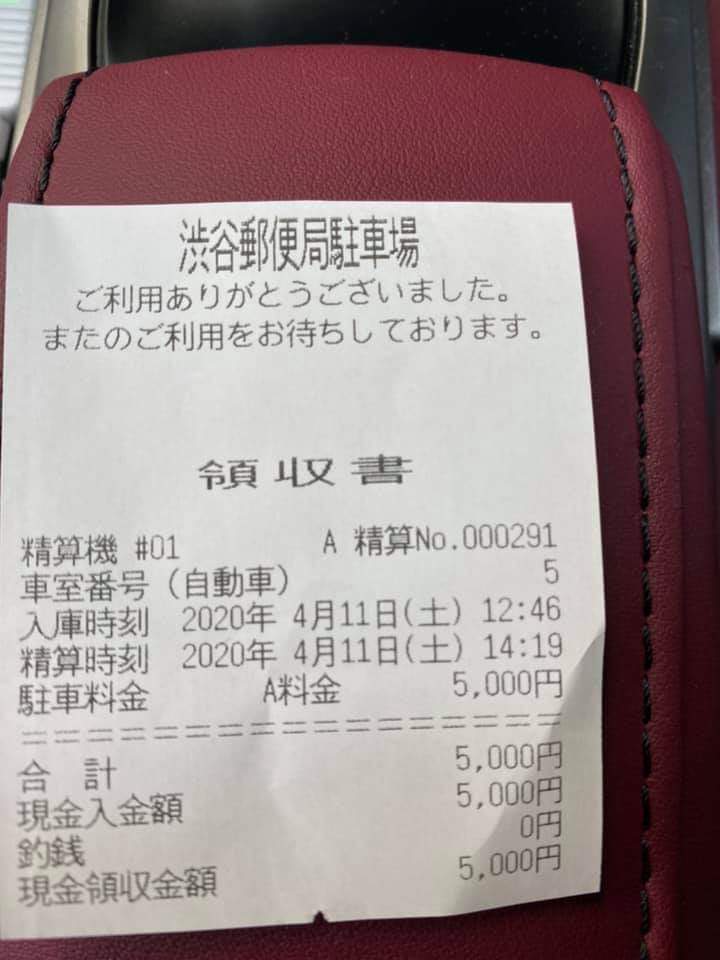 渋谷郵便局駐車場
ご利用ありがとうございました。
またのご利用をお待ちしております。
領収書
精算機 #01 A 精算No.000291
車室番号(自動車) 5
入庫時刻 2020年 4月11日(土) 12:46
精算時刻 2020年 4月11日(土) 14:19
駐車料金 A料金 5,000円
==========================
合 計 5,000円
現金入金額 5,000円
釣銭 0円
現金領収金額 5,000円